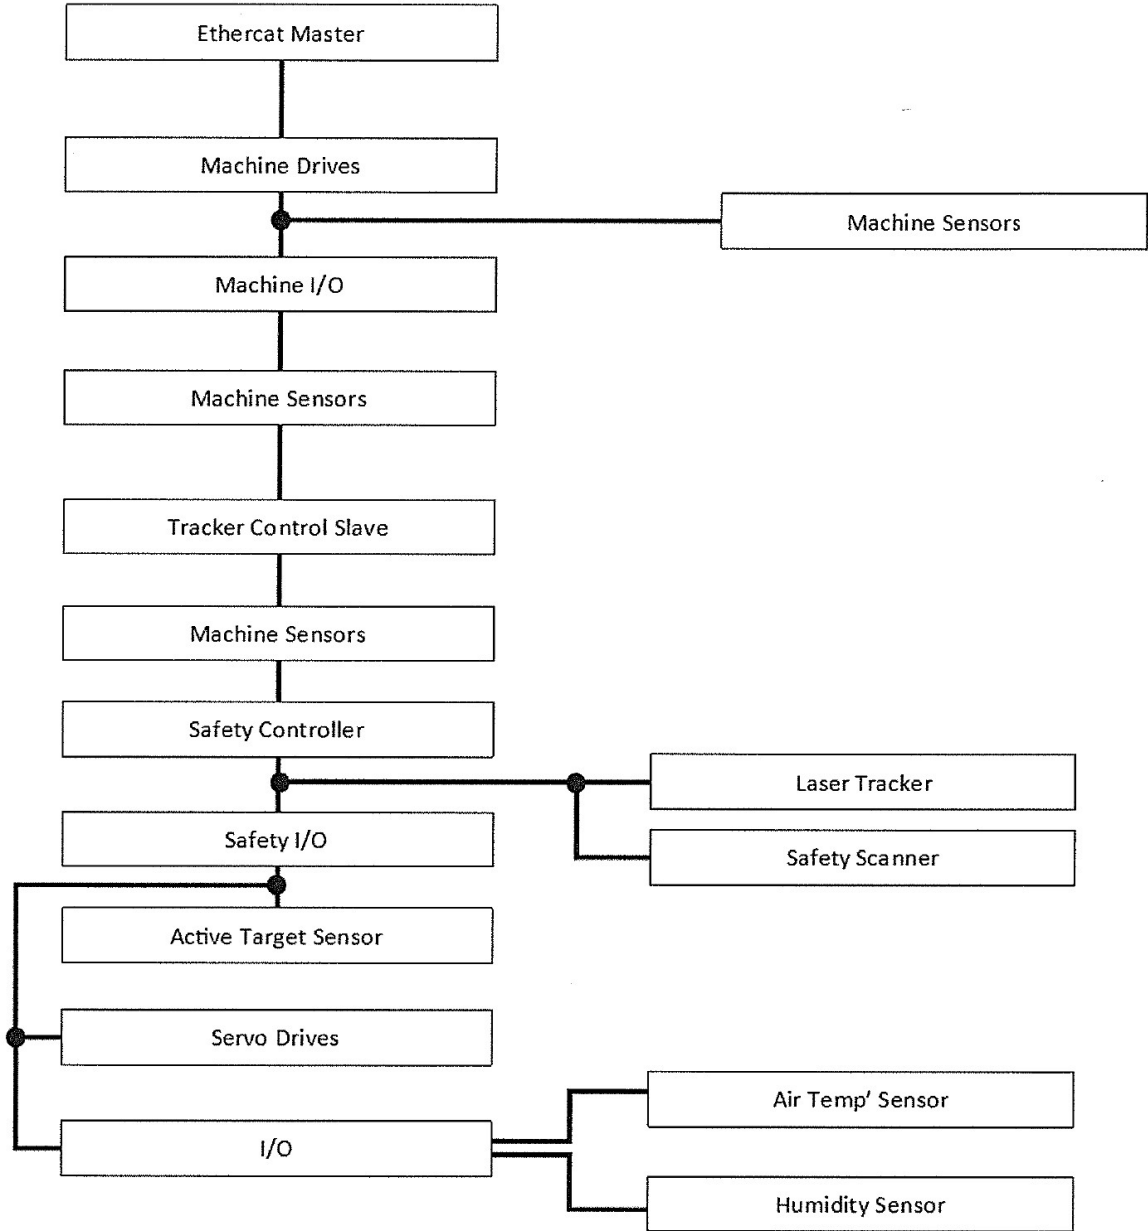 Ethercat Master
Machine Drives
Machine Sensors
Machine I/O
Machine Sensors
Tracker Control Slave
Machine Sensors
Safety Controller
Laser Tracker
Safety I/O
Safety Scanner
Active Target Sensor
Servo Drives
Air Temp' Sensor
I/O
Humidity Sensor